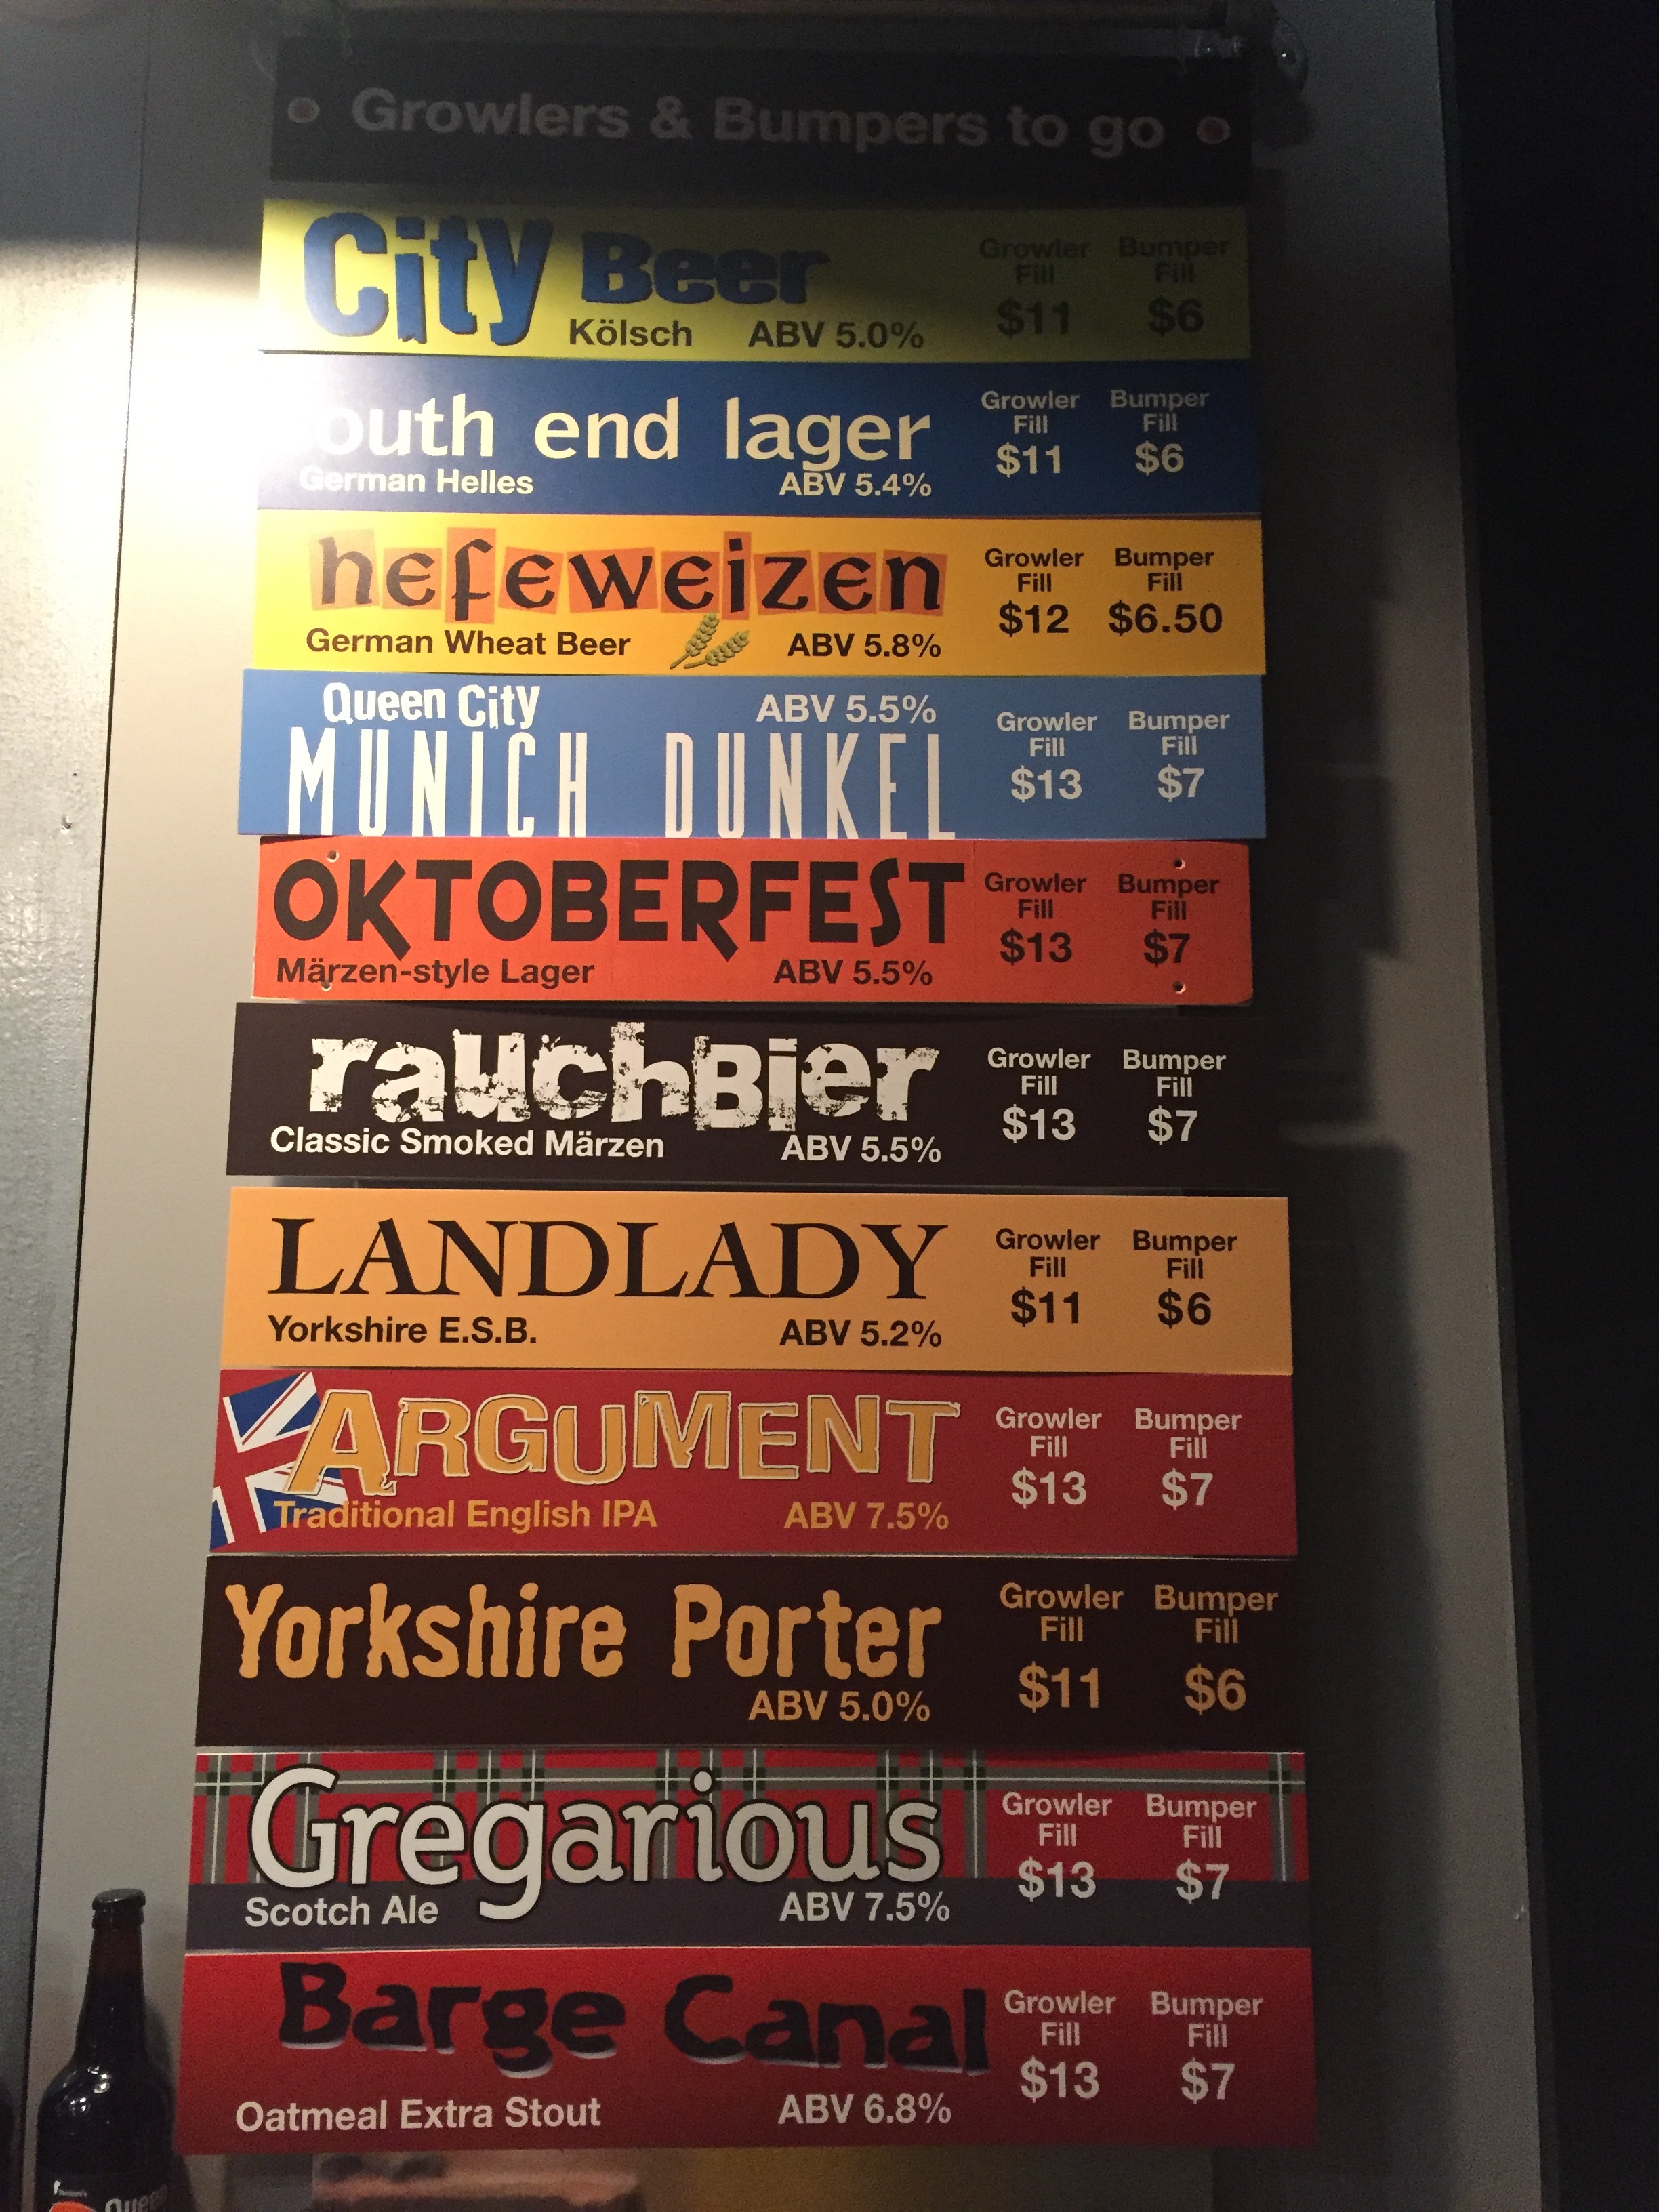 Growlers & Bumpers to go
City Beer
Kölsch ABV 5.0%
Growler Fill $11
Bumper Fill $6
outh end lager
German Helles ABV 5.4%
Growler Fill $11
Bumper Fill $6
hefeweizen
German Wheat Beer ABV 5.8%
Growler Fill $12
Bumper Fill $6.50
Queen City ABV 5.5%
MUNICH DUNKEL
Growler Fill $13
Bumper Fill $7
OKTOBERFEST
Märzen-style Lager ABV 5.5%
Growler Fill $13
Bumper Fill $7
rauchBier
Classic Smoked Märzen ABV 5.5%
Growler Fill $13
Bumper Fill $7
LANDLADY
Yorkshire E.S.B. ABV 5.2%
Growler Fill $11
Bumper Fill $6
ARGUMENT
Traditional English IPA ABV 7.5%
Growler Fill $13
Bumper Fill $7
Yorkshire Porter
ABV 5.0%
Growler Fill $11
Bumper Fill $6
Gregarious
Scotch Ale ABV 7.5%
Growler Fill $13
Bumper Fill $7
Barge Canal
Oatmeal Extra Stout ABV 6.8%
Growler Fill $13
Bumper Fill $7
Queen